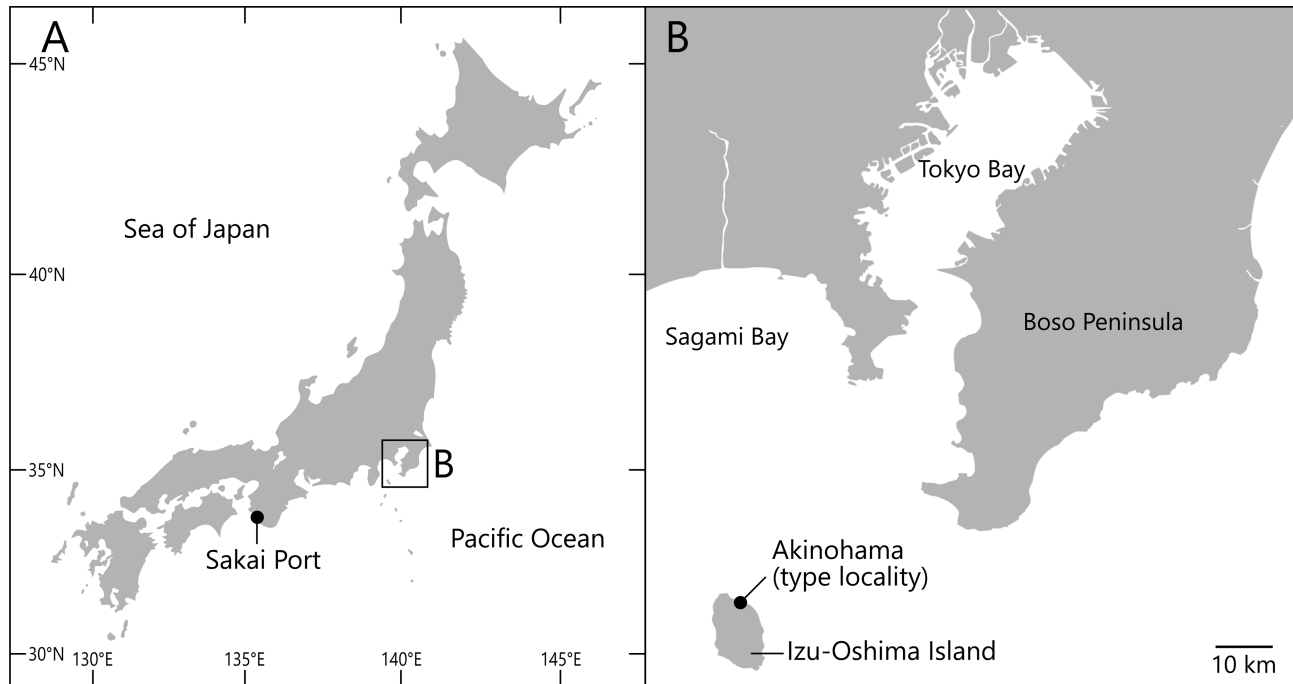 A
45°N
Sea of Japan
40°N
35°N
B
Pacific Ocean
Sakai Port
30°N
130°E
135°E
140°E
145°E
B
Tokyo Bay
Sagami Bay
Boso Peninsula
Akinohama
(type locality)
Izu-Oshima Island
10 km